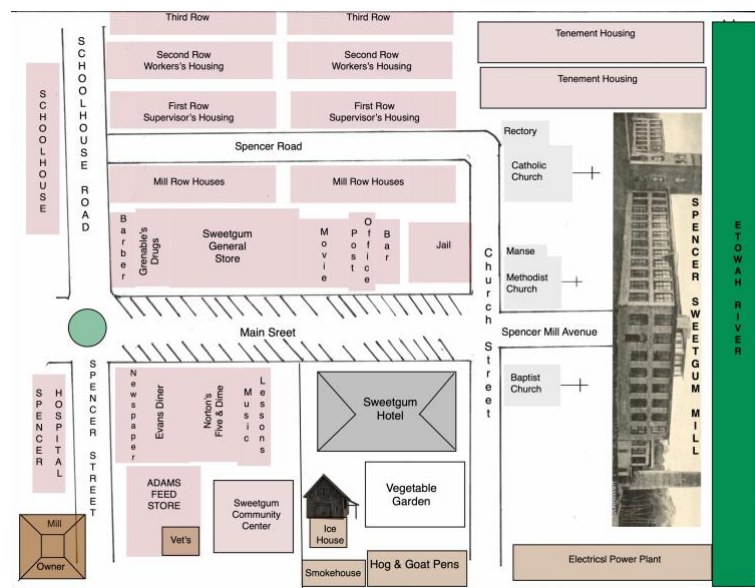 Third Row
Third Row
Tenement Housing
Second Row
Workers's Housing
Second Row
Workers's Housing
Tenement Housing
First Row
Supervisor's Housing
First Row
Supervisor's Housing
SCHOOLHOUSE ROAD
SCHOOLHOUSE
Spencer Road
Rectory
Catholic
Church
Mill Row Houses
Mill Row Houses
Barber
Grenable's
Drugs
Sweetgum
General
Store
Movie
Post
Office
Bar
Jail
Manse
Methodist
Church
Church Street
Main Sreet
Spencer Mill Avenue
SPENCER SWEETGUM MILL
ETOWAH RIVER
SPENCER
HOSPITAL
SPENCER STREET
Newspaper
Evans Diner
Norton's
Five & Dime
Music
Lessons
Sweetgum
Hotel
Baptist
Church
ADAMS
FEED
STORE
Vet's
Sweetgum
Community
Center
Ice
House
Vegetable
Garden
Mill
Owner
Smokehouse
Hog & Goat Pens
Electricsl Power Plant